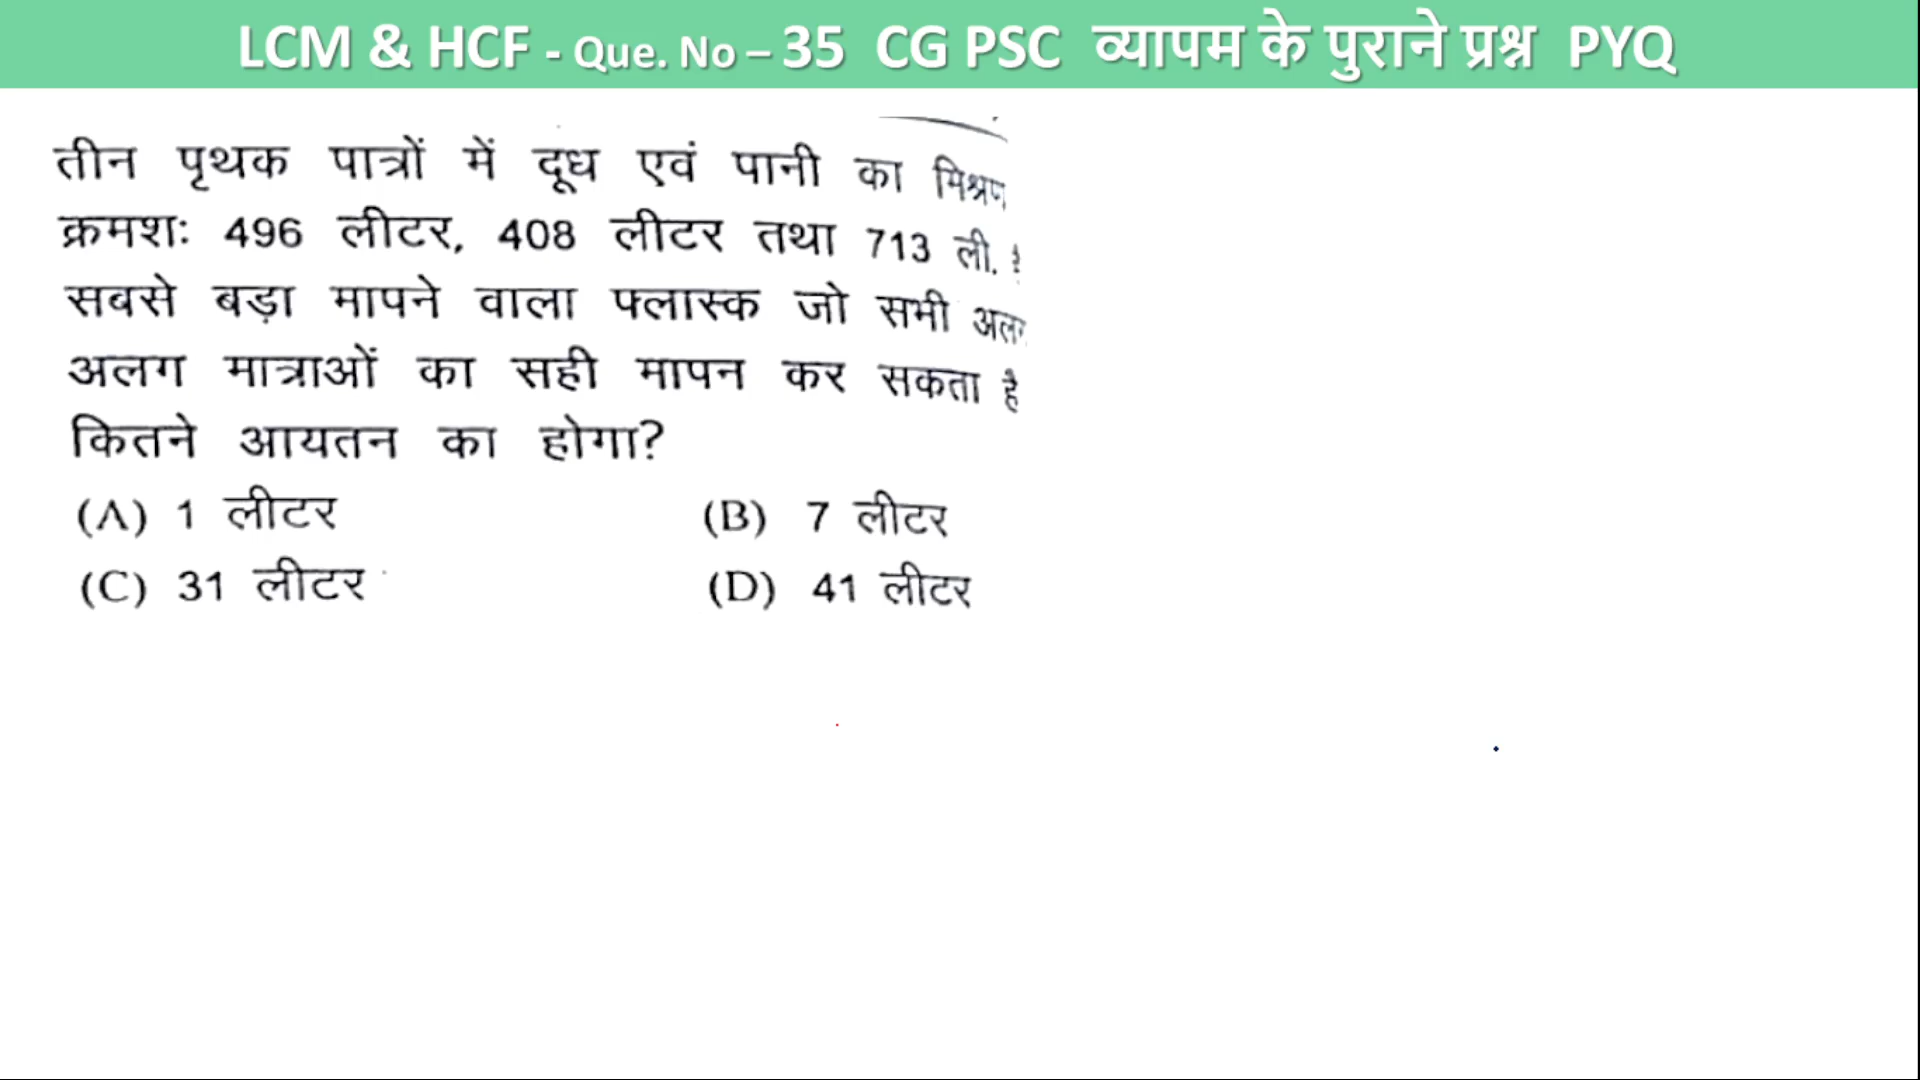 LCM & HCF - Que. No – 35 CG PSC व्यापम के पुराने प्रश्न PYQ
तीन पृथक पात्रों में दूध एवं पानी का मिश्रण
क्रमशः 496 लीटर, 408 लीटर तथा 713 ली.
सबसे बड़ा मापने वाला फ्लास्क जो सभी अलग
अलग मात्राओं का सही मापन कर सकता है
कितने आयतन का होगा?
(A) 1 लीटर (B) 7 लीटर
(C) 31 लीटर (D) 41 लीटर